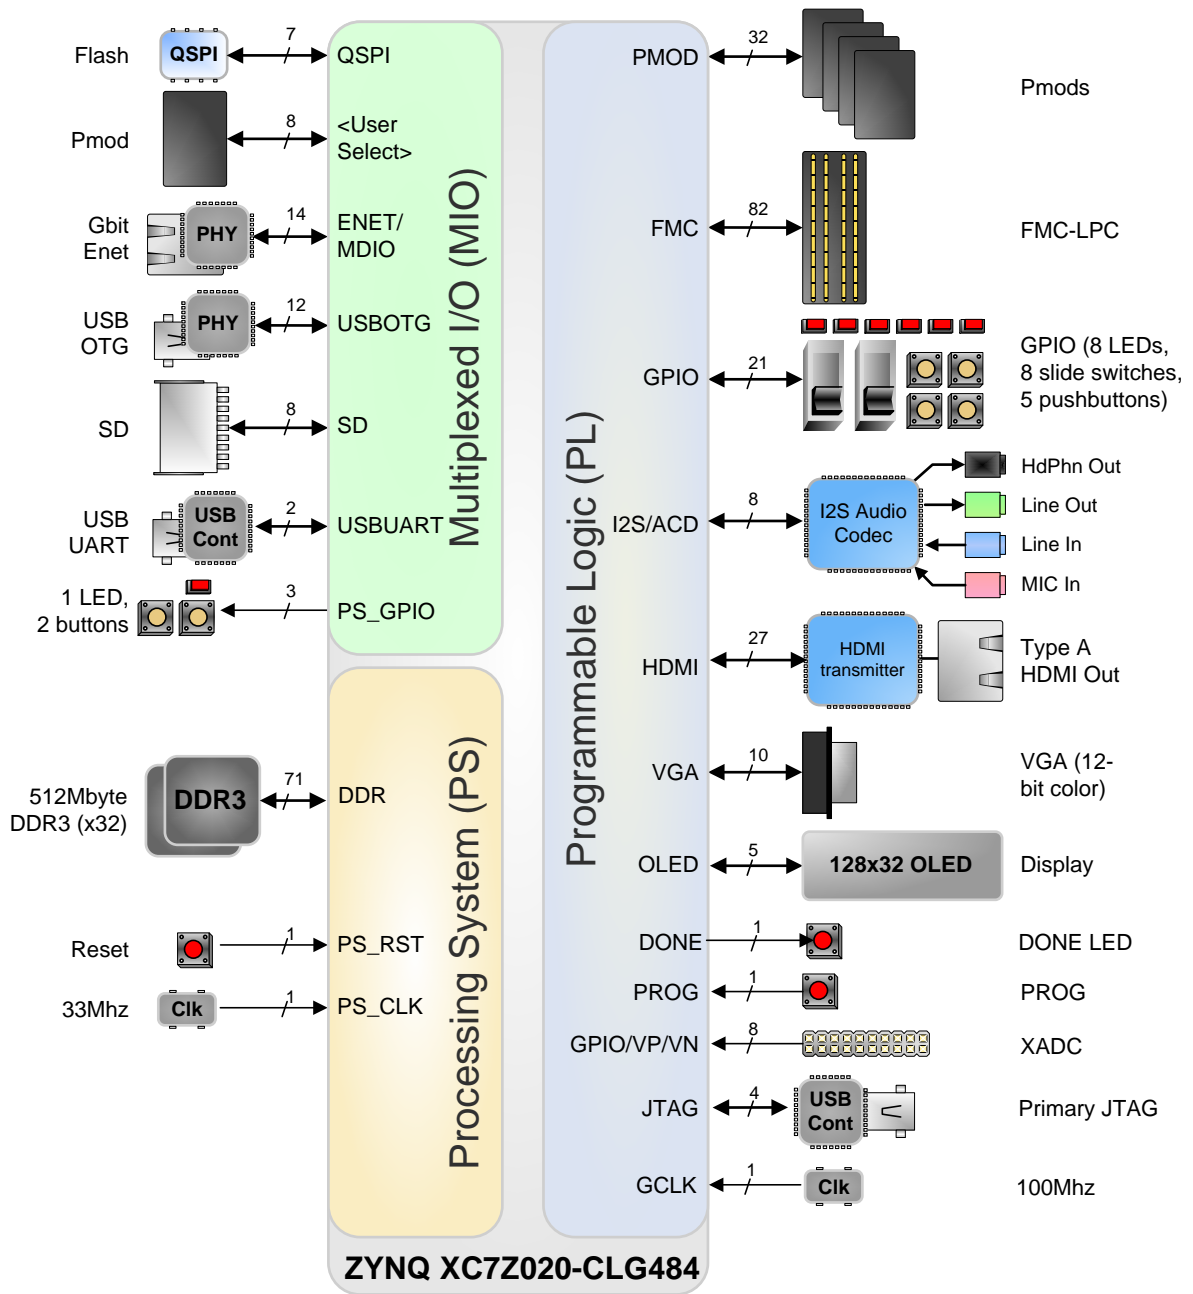 Flash
QSPI
7
QSPI
Pmod
8
<User
Select>
Gbit
Enet
PHY
14
ENET/
MDIO
USB
OTG
PHY
12
USBOTG
SD
8
SD
USB
UART
USB
Cont
2
USBUART
1 LED,
2 buttons
3
PS_GPIO
Multiplexed I/O (MIO)
512Mbyte
DDR3 (x32)
DDR3
71
DDR
Reset
1
PS_RST
33Mhz
Clk
1
PS_CLK
Processing System (PS)
Programmable Logic (PL)
PMOD
32
Pmods
FMC
82
FMC-LPC
GPIO
21
GPIO (8 LEDs,
8 slide switches,
5 pushbuttons)
I2S/ACD
8
I2S Audio
Codec
HdPhn Out
Line Out
Line In
MIC In
HDMI
27
HDMI
transmitter
Type A
HDMI Out
VGA
10
VGA (12-
bit color)
OLED
5
128x32 OLED
Display
DONE
1
DONE LED
PROG
1
PROG
GPIO/VP/VN
8
XADC
JTAG
4
USB
Cont
Primary JTAG
GCLK
1
Clk
100Mhz
ZYNQ XC7Z020-CLG484